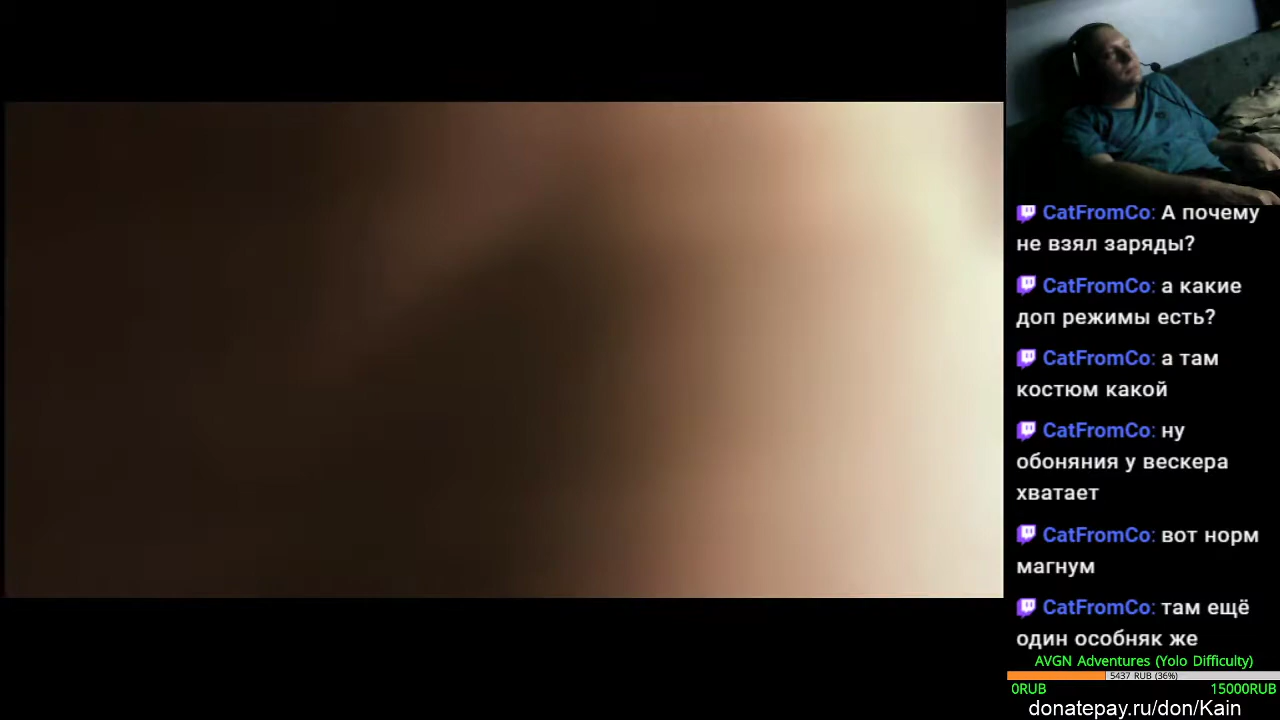 CatFromCo: А почему
не взял заряды?
CatFromCo: а какие
доп режимы есть?
CatFromCo: а там
костюм какой
CatFromCo: ну
обоняния у вескера
хватает
CatFromCo: вот норм
магнум
CatFromCo: там ещё
один особняк же
AVGN Adventures (Yolo Difficulty)
5437 RUB (36%)
0RUB 15000RUB
donatepay.ru/don/Kain